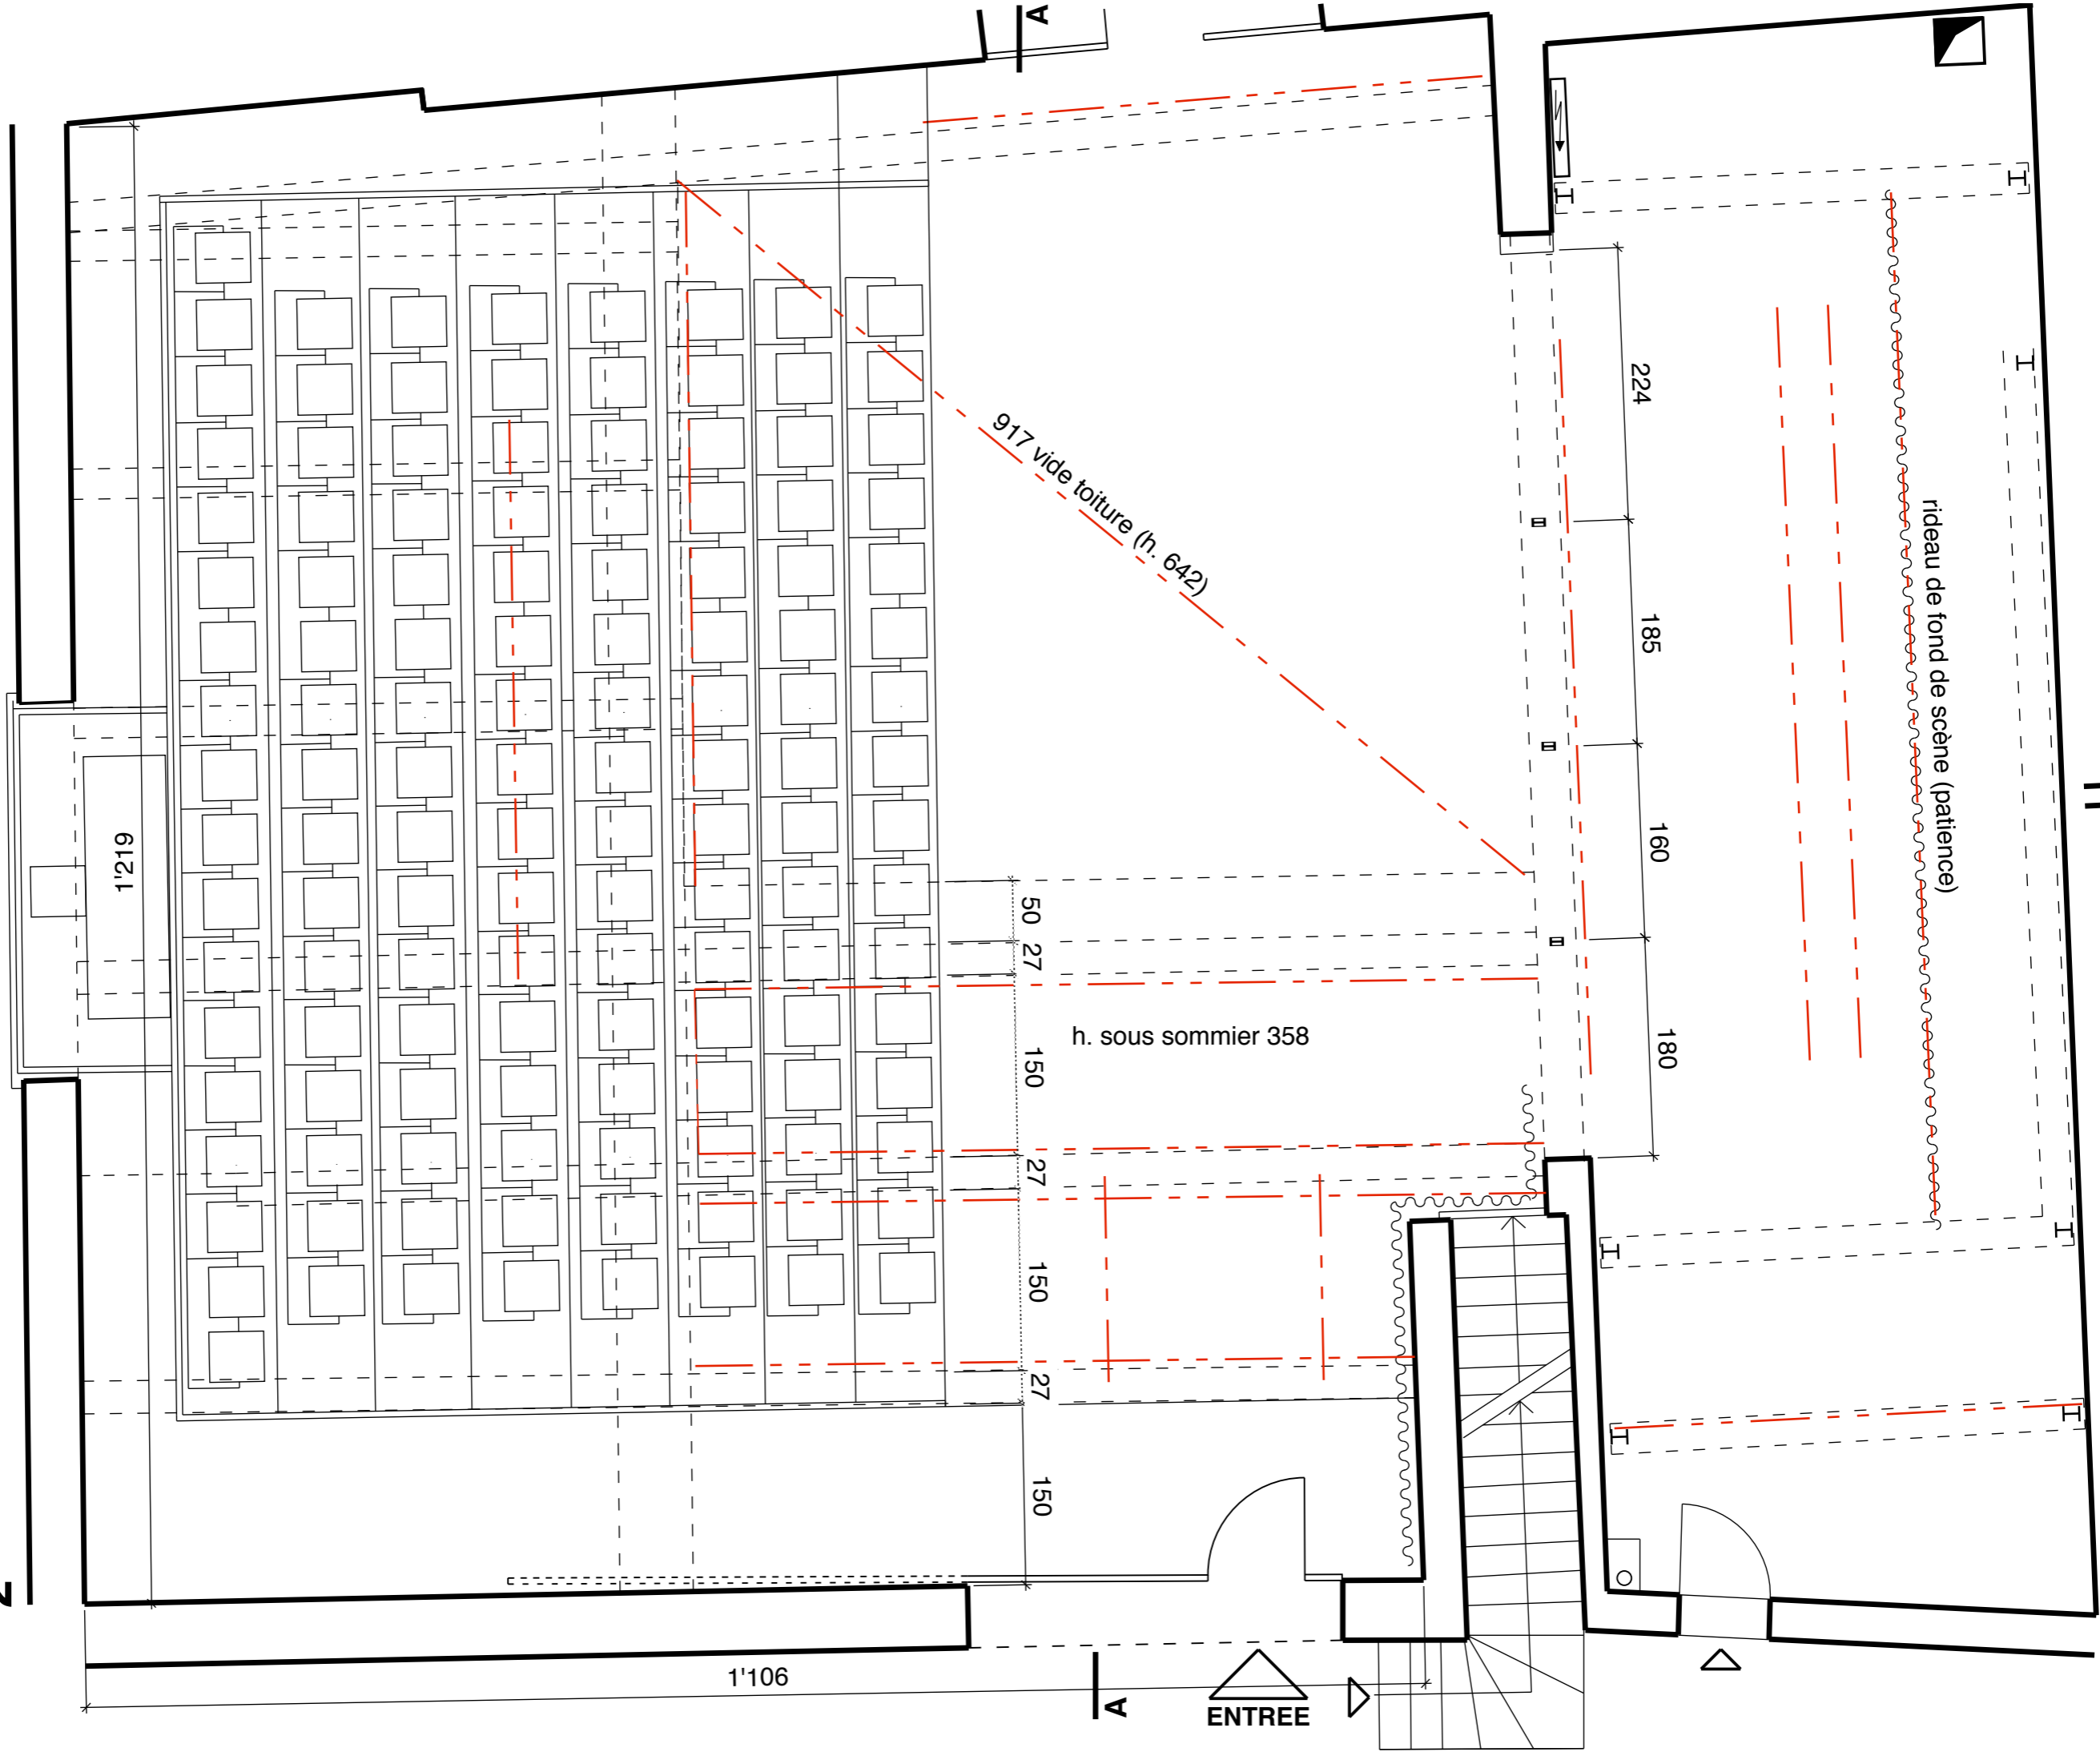 A
224
917 vide toiture (h. 642)
rideau de fond de scène (patience)
185
160
1'219
50
27
h. sous sommier 358
150
180
27
150
27
150
1'106
A
ENTREE